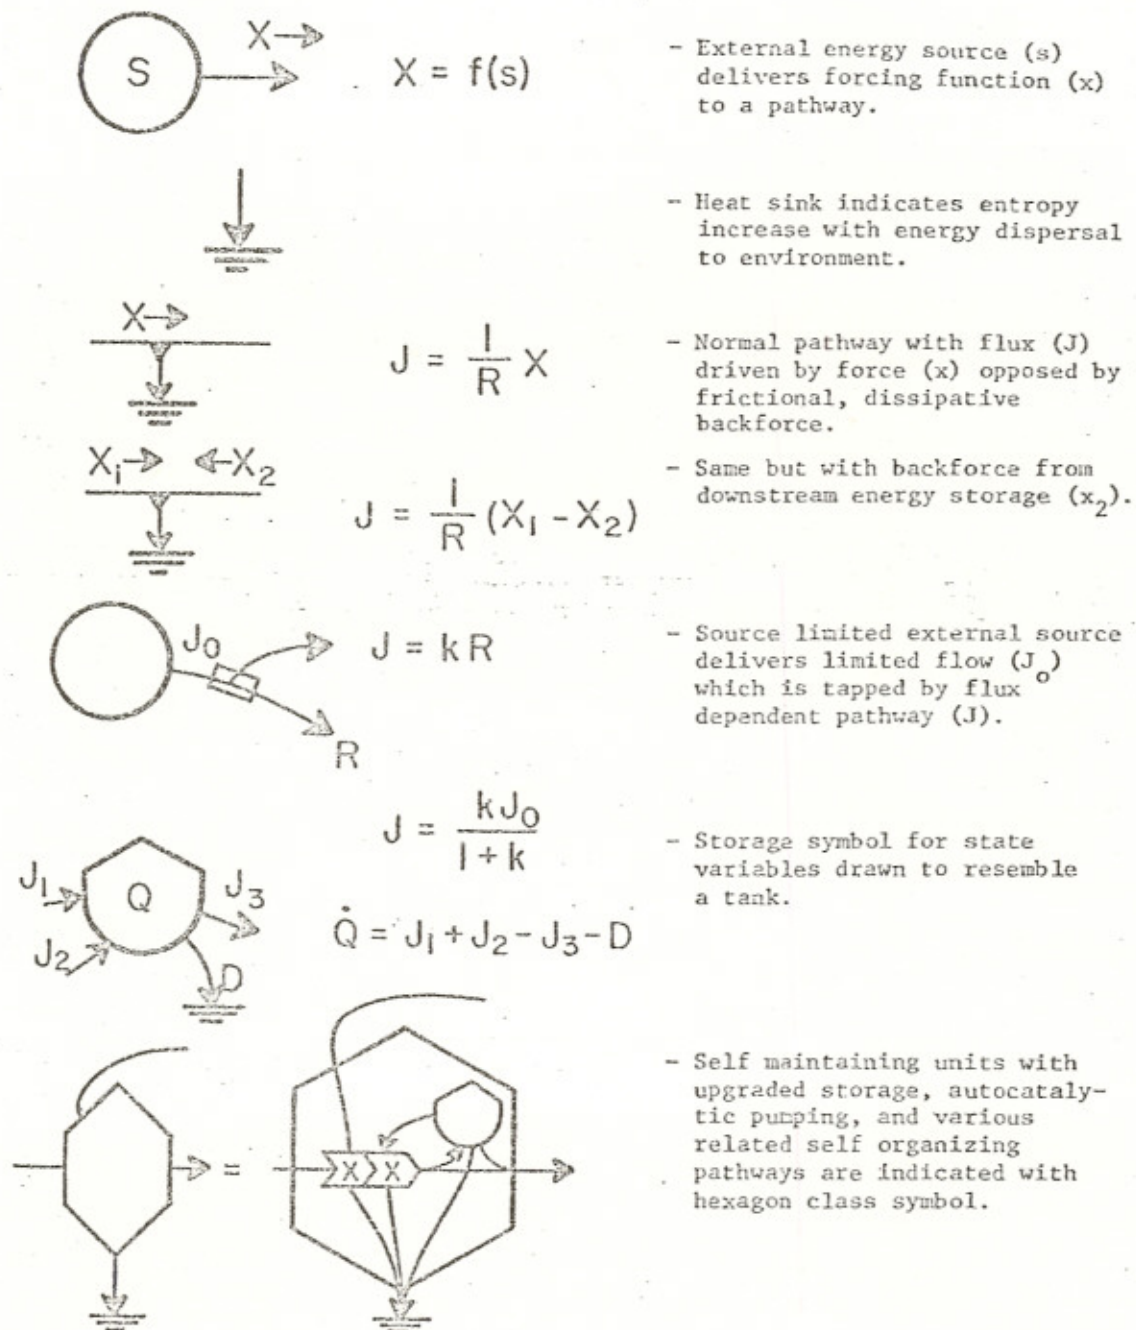 S
X→
X = f(s)
- External energy source (s)
delivers forcing function (x)
to a pathway.
- Heat sink indicates entropy
increase with energy dispersal
to environment.
X→
J = 1/R X
- Normal pathway with flux (J)
driven by force (x) opposed by
frictional, dissipative
backforce.
X₁→ ←X₂
J = 1/R (X₁ - X₂)
- Same but with backforce from
downstream energy storage (x₂).
J₀
R
J = kR
- Source limited external source
delivers limited flow (J₀)
which is tapped by flux
dependent pathway (J).
J = kJ₀/1+k
J₁
J₂
Q
J₃
D
Q̇ = J₁ + J₂ - J₃ - D
- Storage symbol for state
variables drawn to resemble
a tank.
=
X X
- Self maintaining units with
upgraded storage, autocataly-
tic pumping, and various
related self organizing
pathways are indicated with
hexagon class symbol.